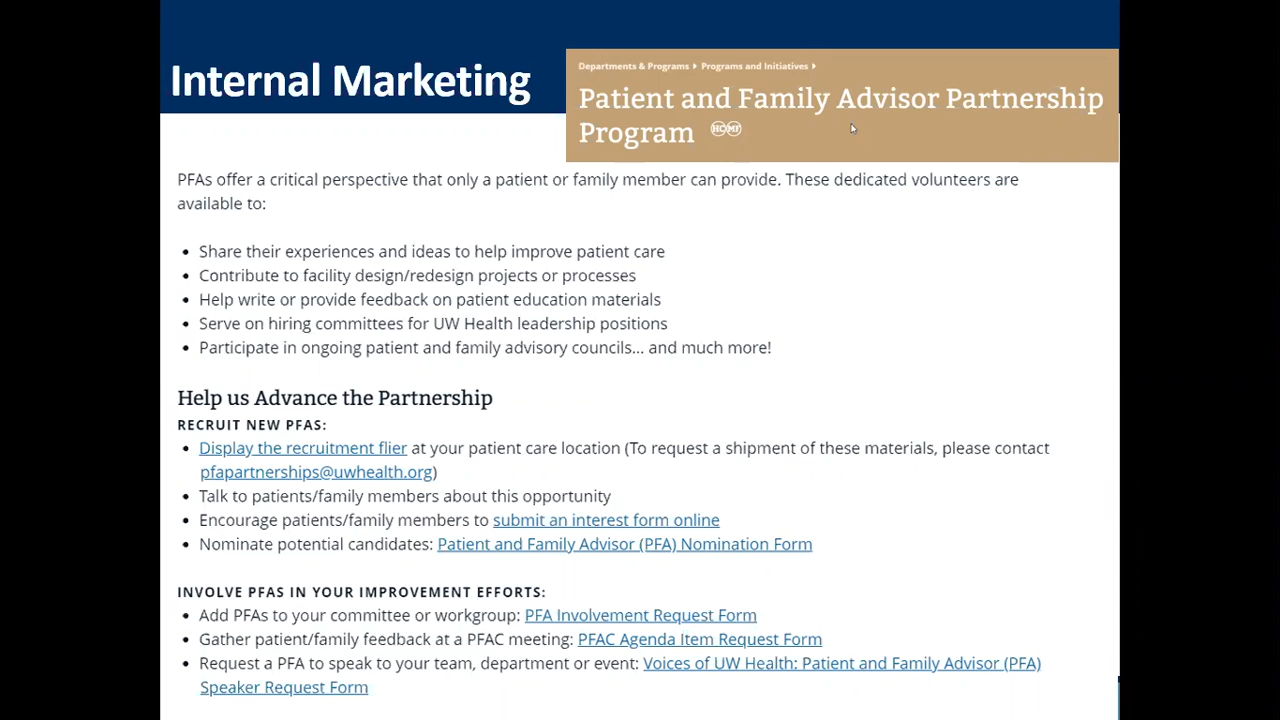 Internal Marketing
Departments & Programs Programs and Initiatives
Patient and Family Advisor Partnership
Program HC MF
PFAs offer a critical perspective that only a patient or family member can provide. These dedicated volunteers are
available to:
• Share their experiences and ideas to help improve patient care
• Contribute to facility design/redesign projects or processes
• Help write or provide feedback on patient education materials
• Serve on hiring committees for UW Health leadership positions
• Participate in ongoing patient and family advisory councils... and much more!
Help us Advance the Partnership
RECRUIT NEW PFAS:
• Display the recruitment flier at your patient care location (To request a shipment of these materials, please contact
pfapartnerships@uwhealth.org)
• Talk to patients/family members about this opportunity
• Encourage patients/family members to submit an interest form online
• Nominate potential candidates: Patient and Family Advisor (PFA) Nomination Form
INVOLVE PFAS IN YOUR IMPROVEMENT EFFORTS:
• Add PFAs to your committee or workgroup: PFA Involvement Request Form
• Gather patient/family feedback at a PFAC meeting: PFAC Agenda Item Request Form
• Request a PFA to speak to your team, department or event: Voices of UW Health: Patient and Family Advisor (PFA)
Speaker Request Form